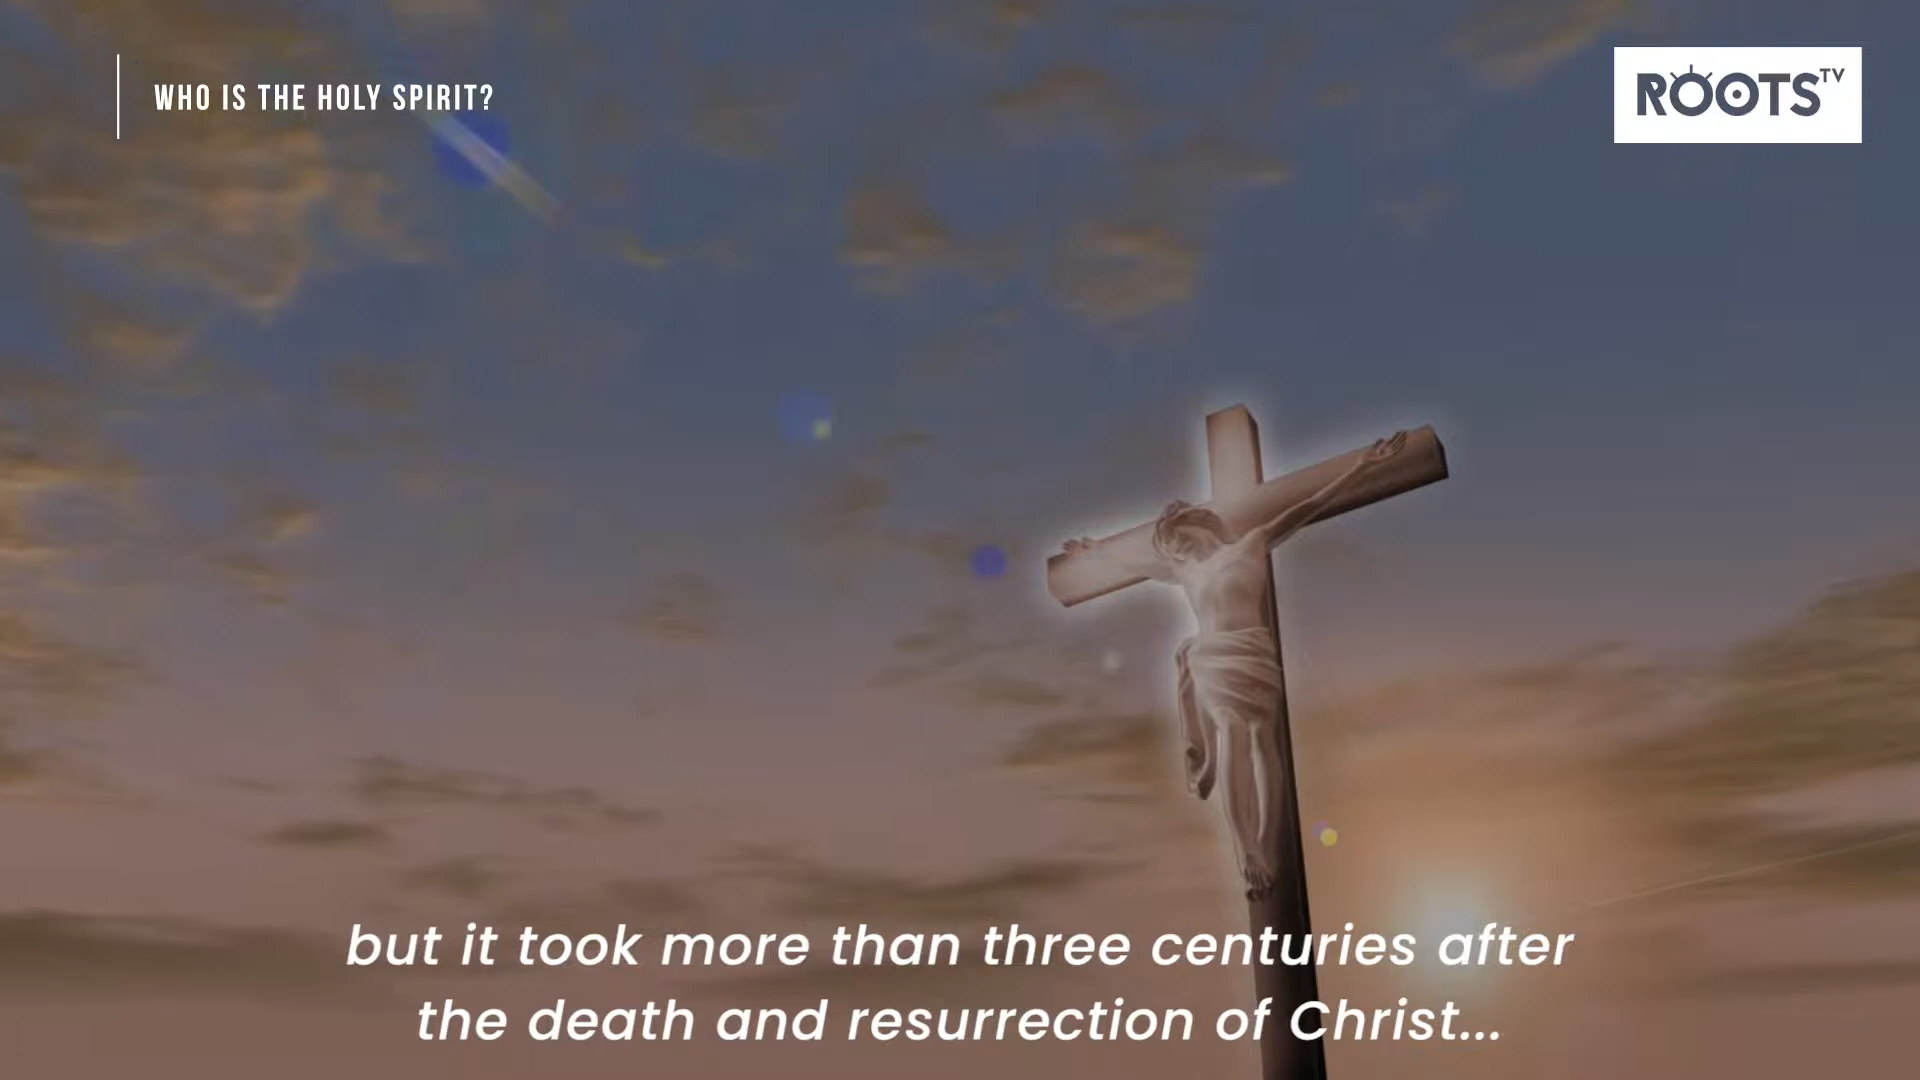 WHO IS THE HOLY SPIRIT?
ROOTS TV
but it took more than three centuries after
the death and resurrection of Christ...